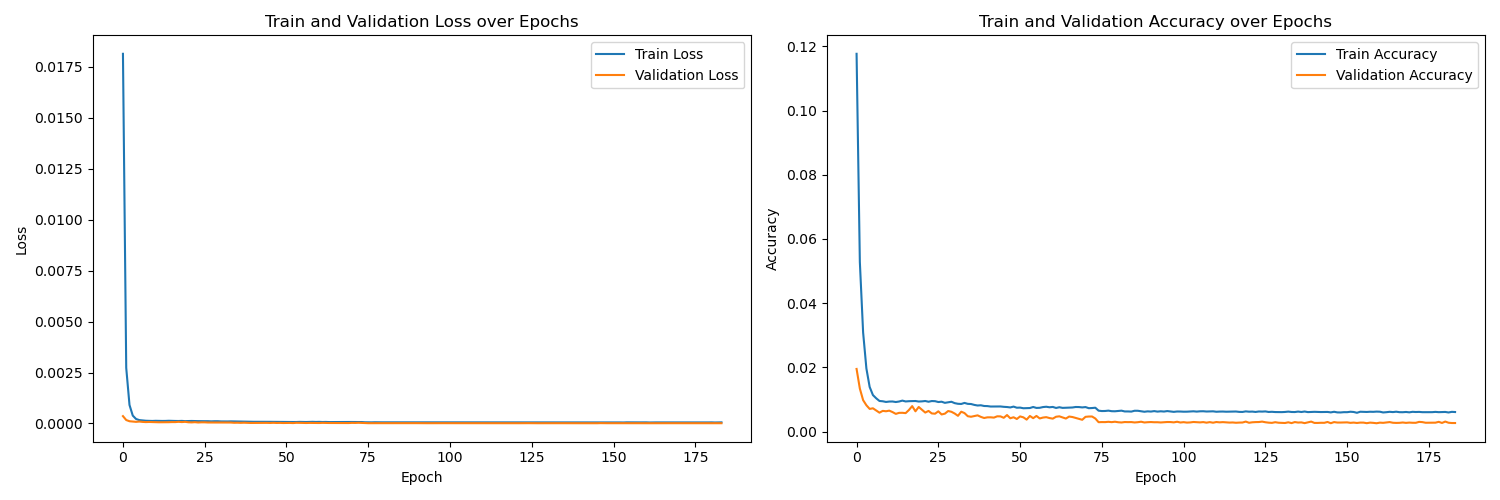 Train and Validation Loss over Epochs
Train Loss
Validation Loss
0.0175
0.0150
0.0125
0.0100
0.0075
0.0050
0.0025
0.0000
Loss
0 25 50 75 100 125 150 175
Epoch
Train and Validation Accuracy over Epochs
Train Accuracy
Validation Accuracy
0.12
0.10
0.08
0.06
0.04
0.02
0.00
Accuracy
0 25 50 75 100 125 150 175
Epoch